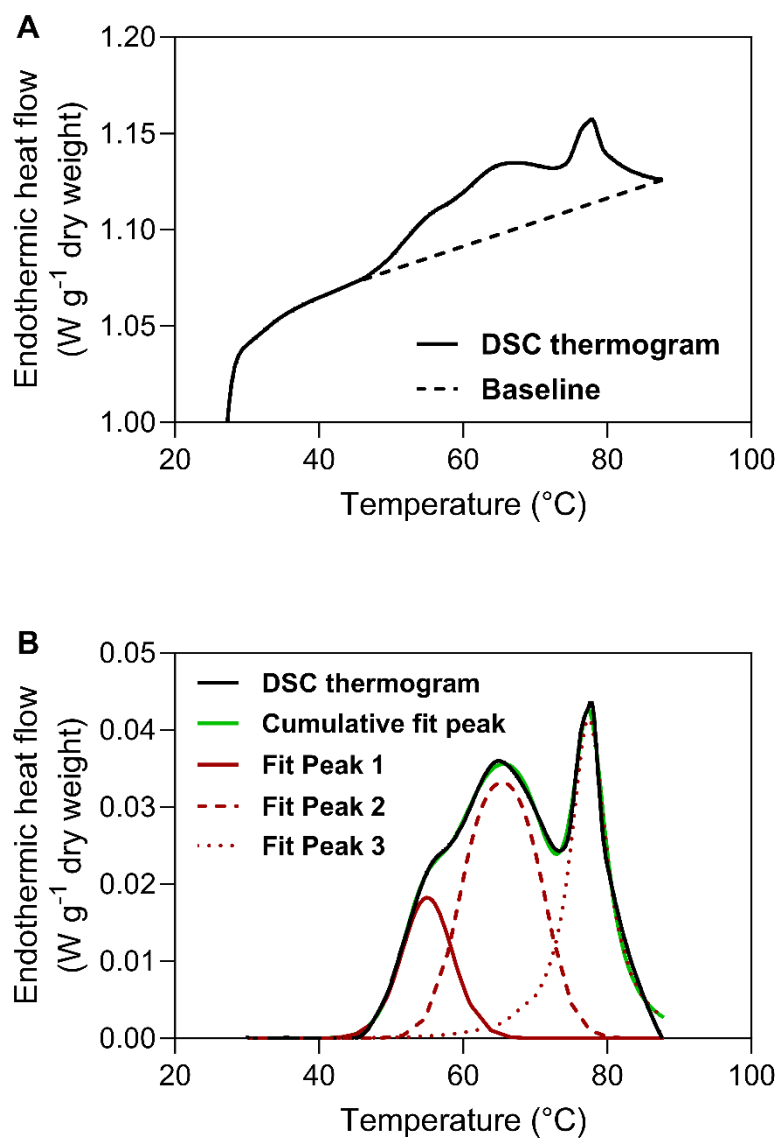 A
Endothermic heat flow
(W g⁻¹ dry weight)
1.20
1.15
1.10
1.05
1.00
DSC thermogram
Baseline
20 40 60 80 100
Temperature (°C)
B
Endothermic heat flow
(W g⁻¹ dry weight)
0.05
0.04
0.03
0.02
0.01
0.00
DSC thermogram
Cumulative fit peak
Fit Peak 1
Fit Peak 2
Fit Peak 3
20 40 60 80 100
Temperature (°C)